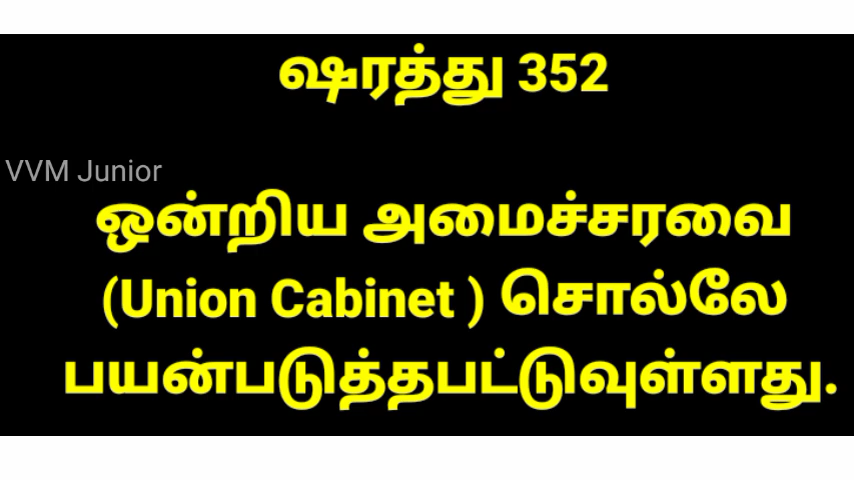 ஷரத்து 352
VVM Junior
ஒன்றிய அமைச்சரவை
(Union Cabinet ) சொல்லே
பயன்படுத்தபட்டுவுள்ளது.